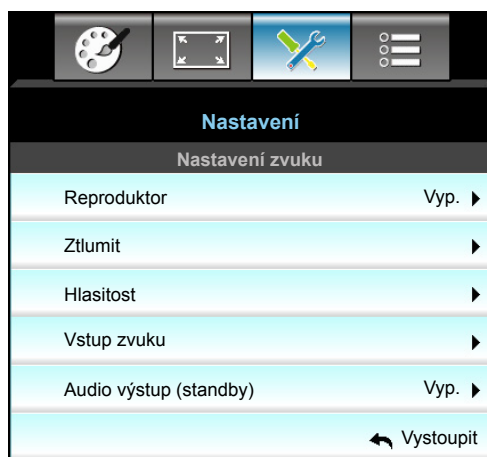 Nastavení
Nastavení zvuku
Reproduktor Vyp.
Ztlumit
Hlasitost
Vstup zvuku
Audio výstup (standby) Vyp.
Vystoupit